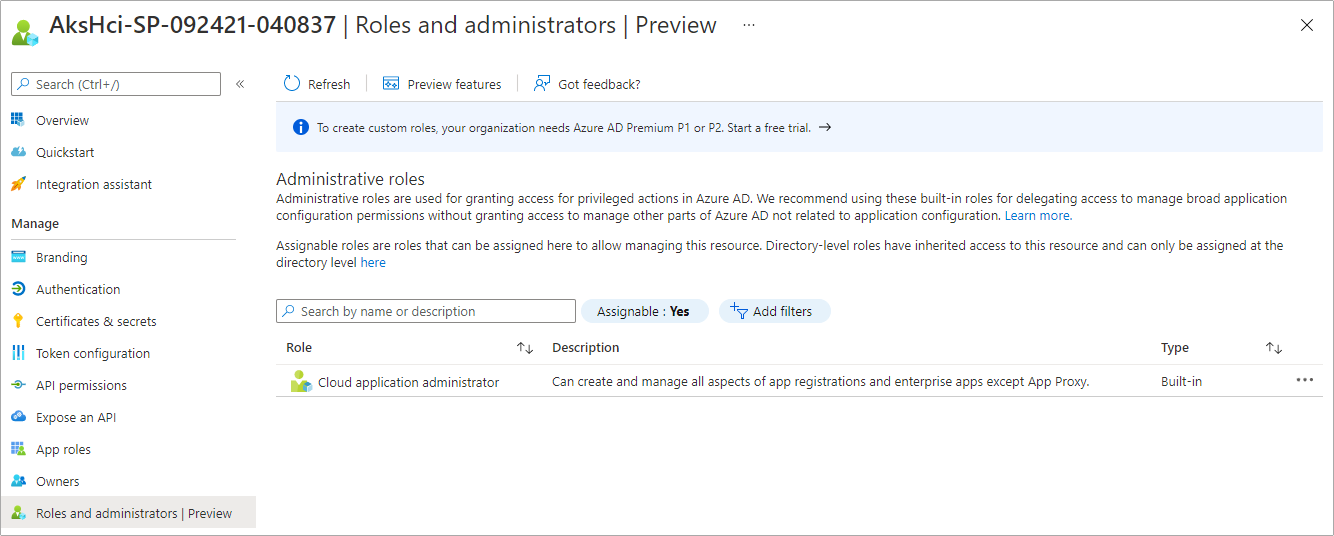 AksHci-SP-092421-040837 | Roles and administrators | Preview ...
Search (Ctrl+/)
Overview
Quickstart
Integration assistant
Manage
Branding
Authentication
Certificates & secrets
Token configuration
API permissions
Expose an API
App roles
Owners
Roles and administrators | Preview
Refresh
Preview features
Got feedback?
To create custom roles, your organization needs Azure AD Premium P1 or P2. Start a free trial. →
Administrative roles
Administrative roles are used for granting access for privileged actions in Azure AD. We recommend using these built-in roles for delegating access to manage broad application
configuration permissions without granting access to manage other parts of Azure AD not related to application configuration. Learn more.
Assignable roles are roles that can be assigned here to allow managing this resource. Directory-level roles have inherited access to this resource and can only be assigned at the
directory level here
Search by name or description
Assignable : Yes
Add filters
Role Description Type
Cloud application administrator Can create and manage all aspects of app registrations and enterprise apps except App Proxy. Built-in